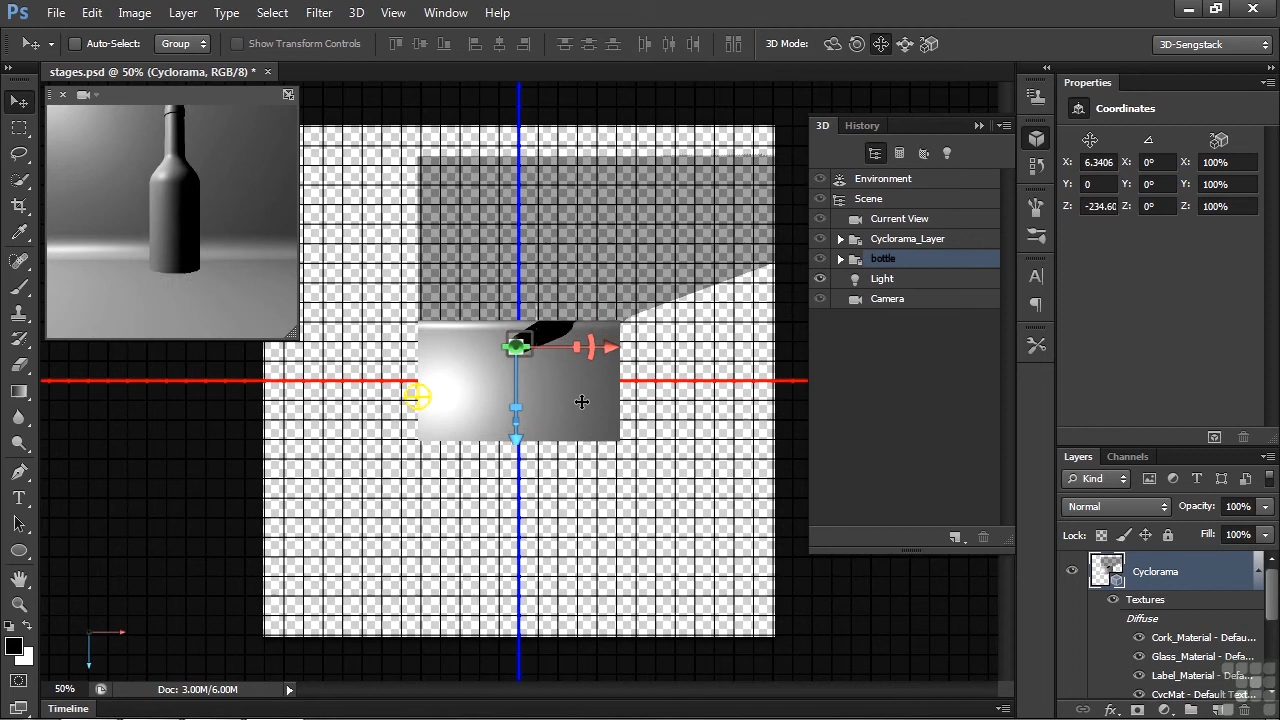 Ps File Edit Image Layer Type Select Filter 3D View Window Help
Auto-Select: Group Show Transform Controls 3D Mode: 3D-Sengstack
stages.psd @ 50% (Cyclorama, RGB/8) * ×
3D History
Environment
Scene
Current View
Cyclorama_Layer
bottle
Light
Camera
Properties
Coordinates
X: 6.3406 X: 0° X: 100%
Y: 0 Y: 0° Y: 100%
Z: -234.60 Z: 0° Z: 100%
Layers Channels
Kind
Normal Opacity: 100%
Lock: Fill: 100%
Cyclorama
Textures
Diffuse
Cork_Material - Defau...
Glass_Material - Def...
Label_Material - Defa...
CycMat - Default Text...
50% Doc: 3.00M/6.00M
Timeline